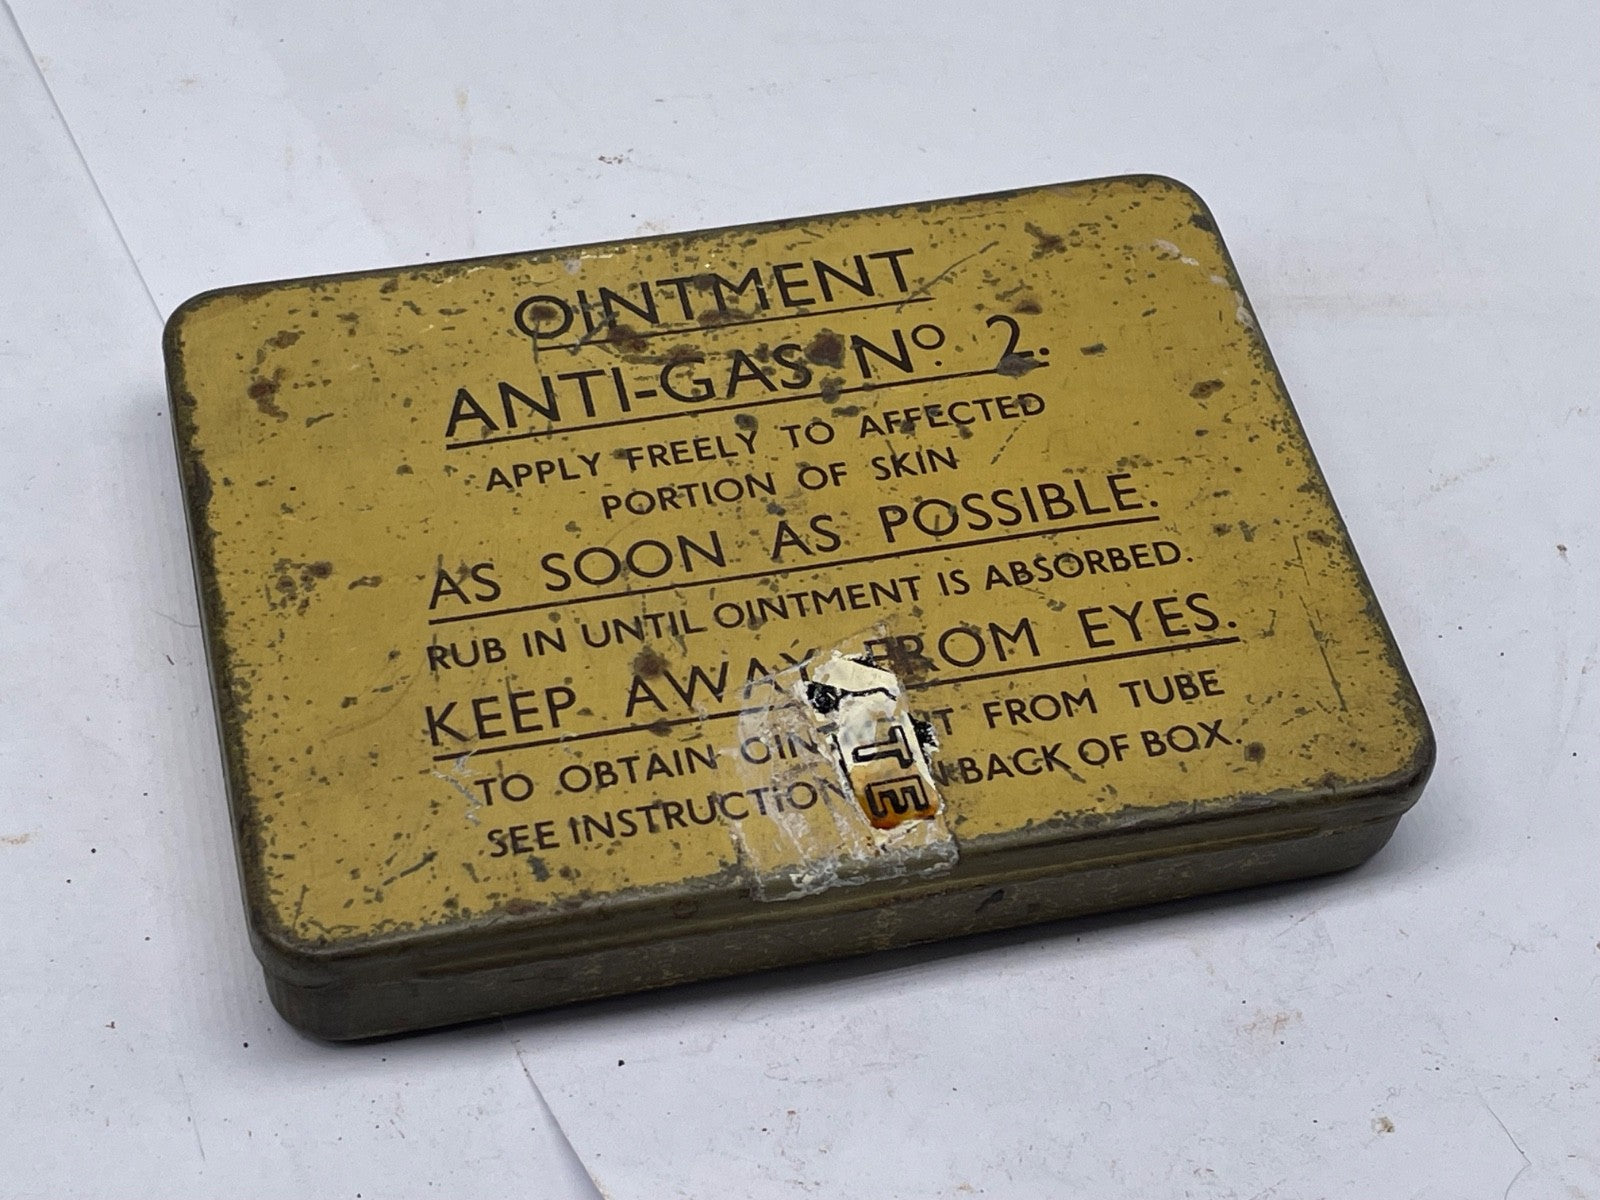 OINTMENT
ANTI-GAS Nº 2.
APPLY FREELY TO AFFECTED
PORTION OF SKIN
AS SOON AS POSSIBLE.
RUB IN UNTIL OINTMENT IS ABSORBED.
KEEP AWAY FROM EYES.
TO OBTAIN OIN T FROM TUBE
SEE INSTRUCTION N BACK OF BOX.
TE